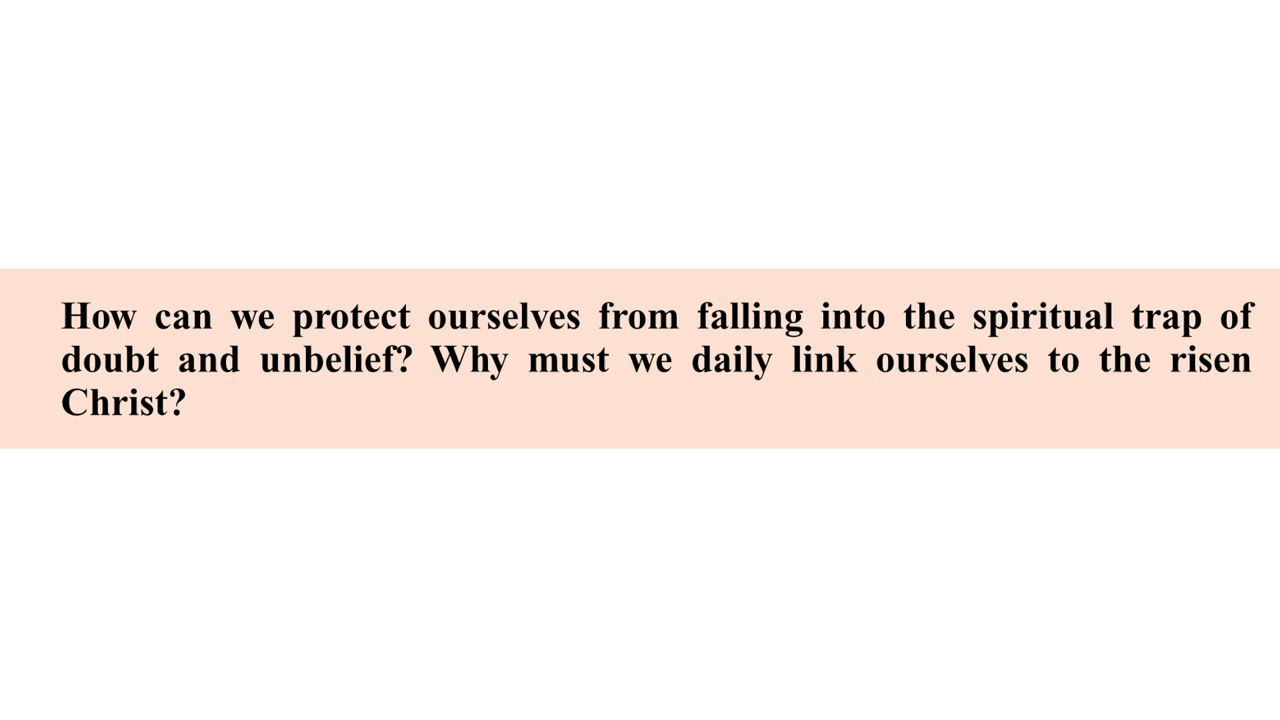 How can we protect ourselves from falling into the spiritual trap of
doubt and unbelief? Why must we daily link ourselves to the risen
Christ?